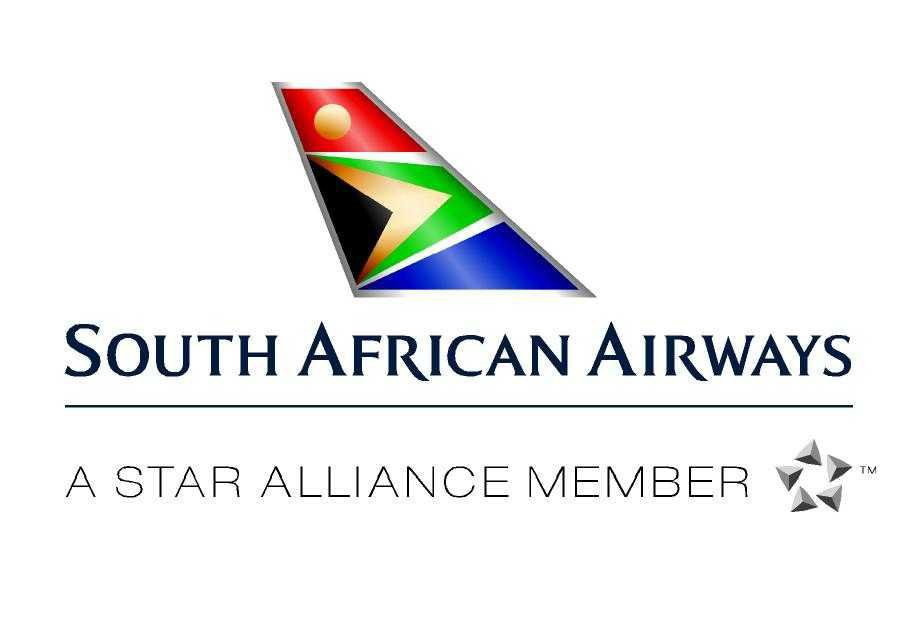 SOUTH AFRICAN AIRWAYS
A STAR ALLIANCE MEMBER ™